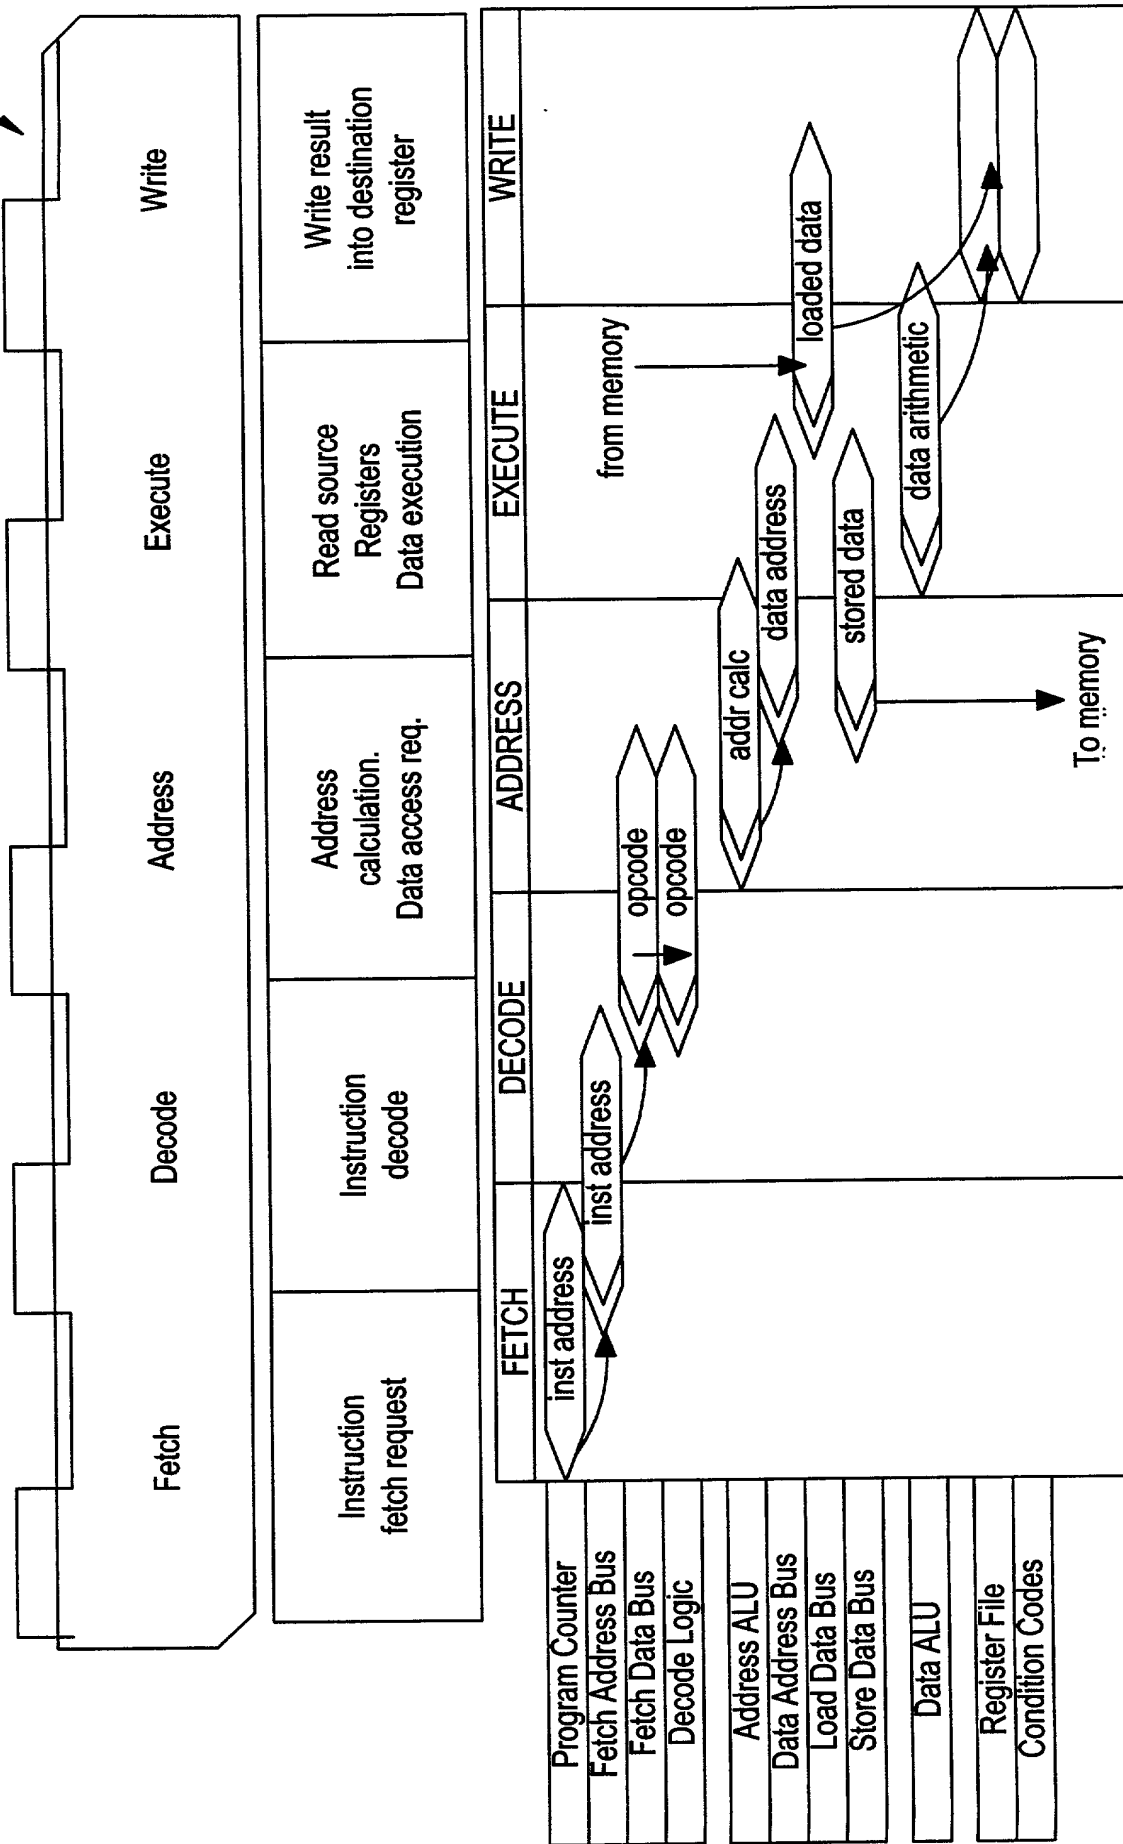 Fetch
Decode
Address
Execute
Write
Instruction
fetch request
Instruction
decode
Address
calculation.
Data access req.
Read source
Registers
Data execution
Write result
into destination
register
FETCH
DECODE
ADDRESS
EXECUTE
WRITE
Program Counter
inst address
Fetch Address Bus
inst address
Fetch Data Bus
opcode
Decode Logic
opcode
from memory
Address ALU
addr calc
Data Address Bus
data address
Load Data Bus
loaded data
Store Data Bus
stored data
Data ALU
data arithmetic
Register File
Condition Codes
To memory